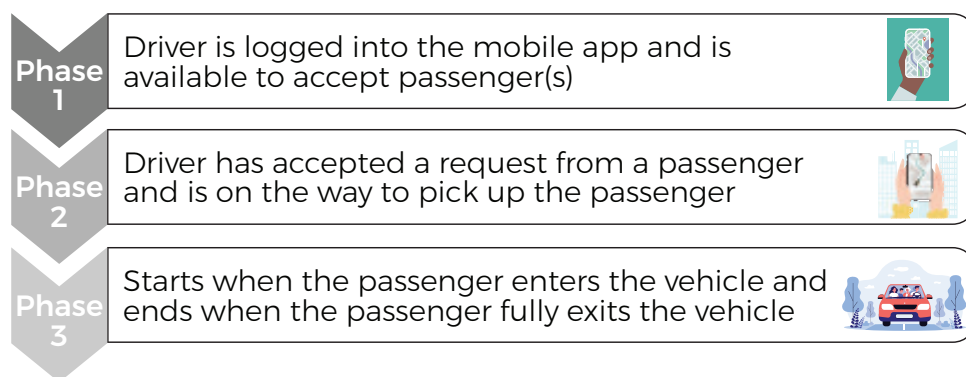 Phase
1
Driver is logged into the mobile app and is
available to accept passenger(s)
Phase
2
Driver has accepted a request from a passenger
and is on the way to pick up the passenger
Phase
3
Starts when the passenger enters the vehicle and
ends when the passenger fully exits the vehicle